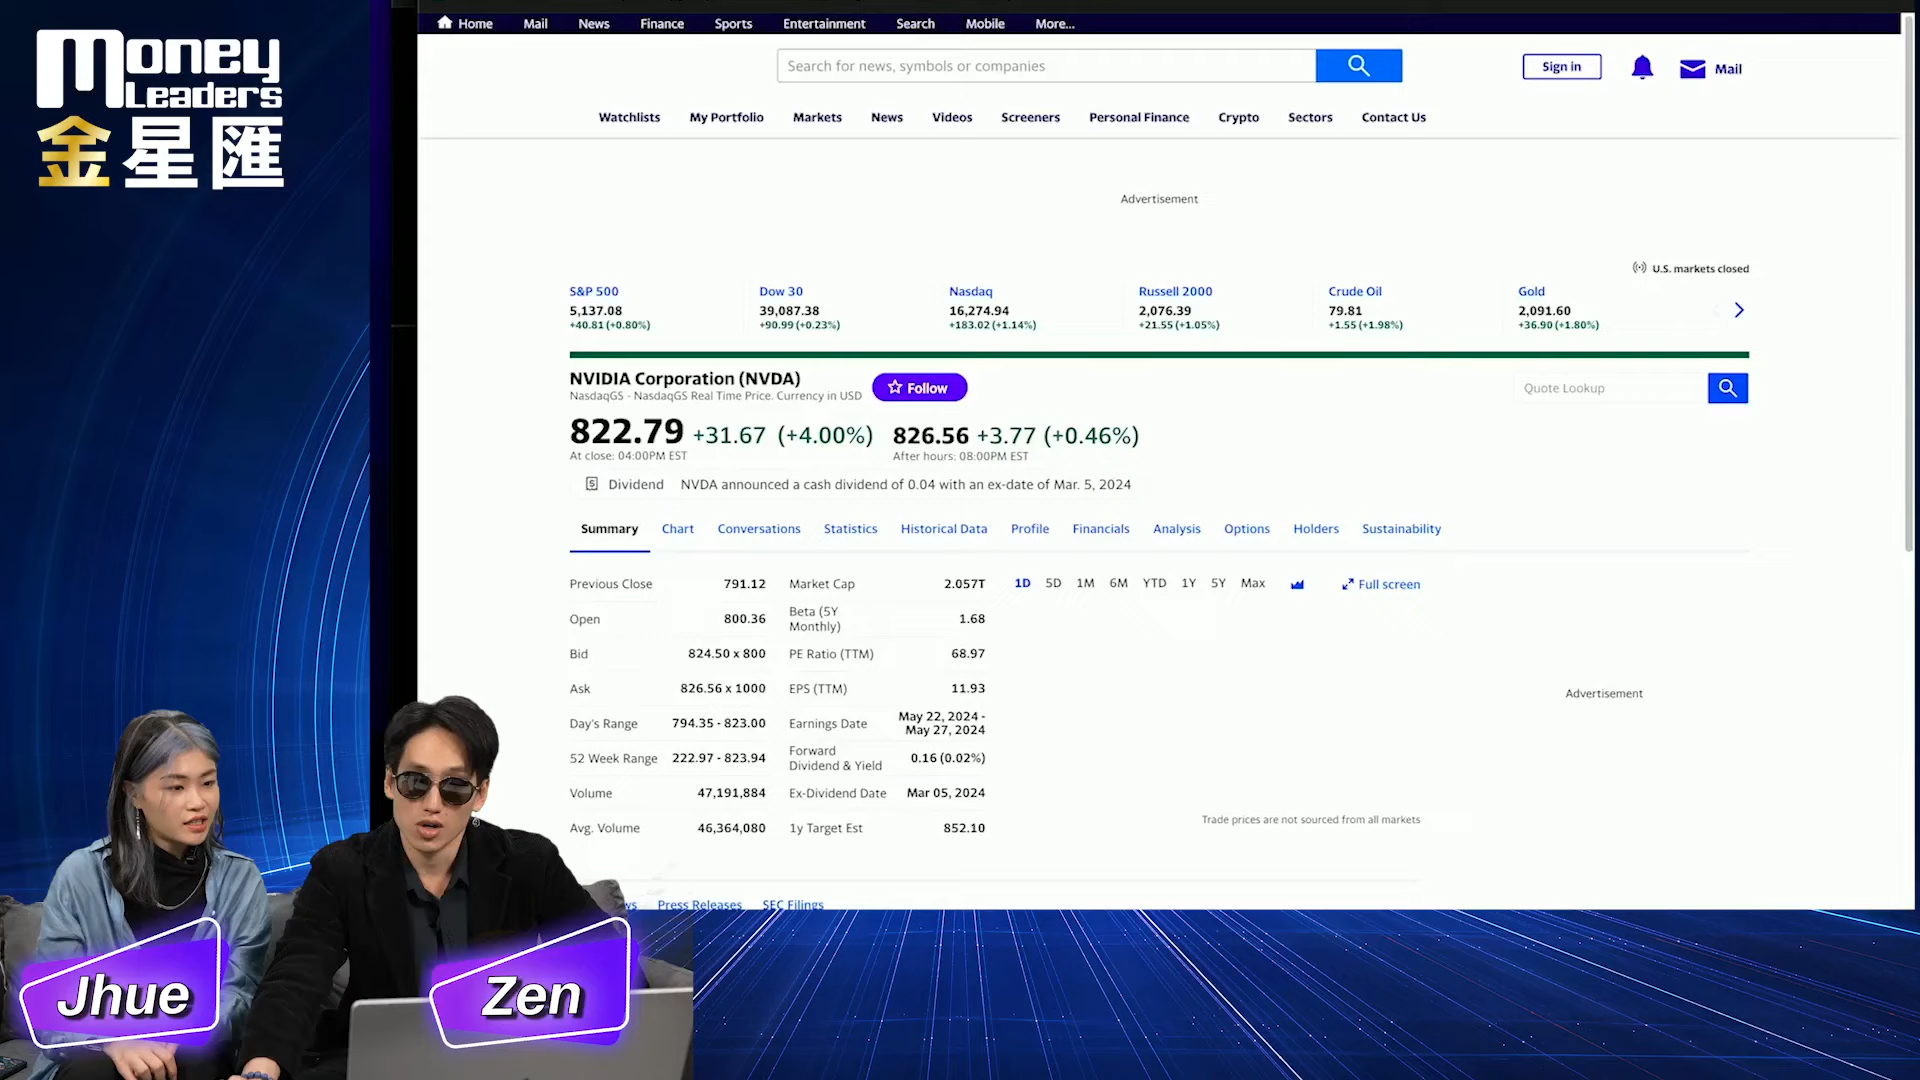 Money
Leaders
金星匯
Home Mail News Finance Sports Entertainment Search Mobile More...
Search for news, symbols or companies
Sign in
Mail
Watchlists My Portfolio Markets News Videos Screeners Personal Finance Crypto Sectors Contact Us
Advertisement
U.S. markets closed
S&P 500
5,137.08
+40.81 (+0.80%)
Dow 30
39,087.38
+90.99 (+0.23%)
Nasdaq
16,274.94
+183.02 (+1.14%)
Russell 2000
2,076.39
+21.55 (+1.05%)
Crude Oil
79.81
+1.55 (+1.98%)
Gold
2,091.60
+36.90 (+1.80%)
NVIDIA Corporation (NVDA)
NasdaqGS - NasdaqGS Real Time Price. Currency in USD
Follow
Quote Lookup
822.79 +31.67 (+4.00%)
At close: 04:00PM EST
826.56 +3.77 (+0.46%)
After hours: 08:00PM EST
Dividend NVDA announced a cash dividend of 0.04 with an ex-date of Mar. 5, 2024
Summary Chart Conversations Statistics Historical Data Profile Financials Analysis Options Holders Sustainability
Previous Close 791.12
Open 800.36
Bid 824.50 x 800
Ask 826.56 x 1000
Day's Range 794.35 - 823.00
52 Week Range 222.97 - 823.94
Volume 47,191,884
Avg. Volume 46,364,080
Market Cap 2.057T
Beta (5Y
Monthly) 1.68
PE Ratio (TTM) 68.97
EPS (TTM) 11.93
Earnings Date May 22, 2024 -
May 27, 2024
Forward
Dividend & Yield 0.16 (0.02%)
Ex-Dividend Date Mar 05, 2024
1y Target Est 852.10
1D 5D 1M 6M YTD 1Y 5Y Max
Full screen
Advertisement
Trade prices are not sourced from all markets
Press Releases SEC Filings
Jhue
Zen